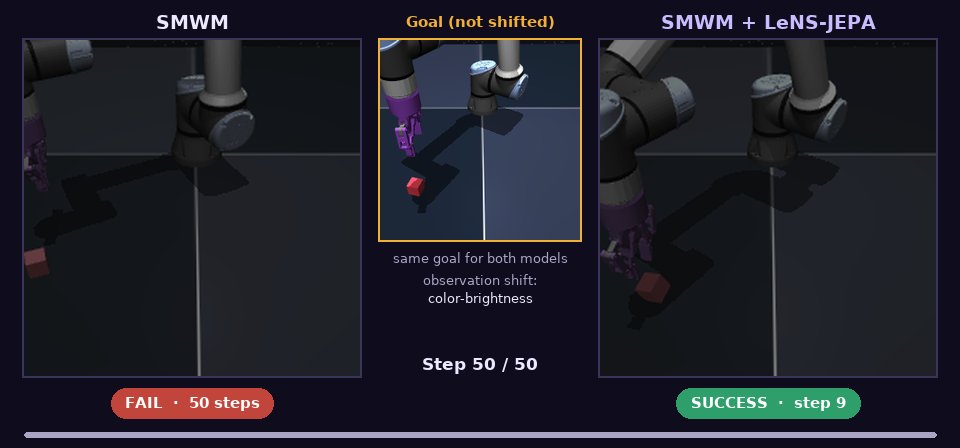 SMWM
Goal (not shifted)
SMWM + LeNS-JEPA
same goal for both models
observation shift:
color-brightness
Step 50 / 50
FAIL · 50 steps
SUCCESS · step 9